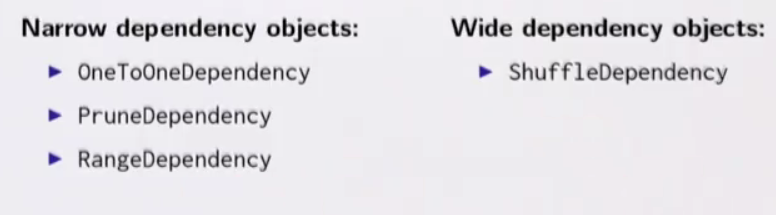 Narrow dependency objects:
► OneToOneDependency
► PruneDependency
► RangeDependency
Wide dependency objects:
► ShuffleDependency